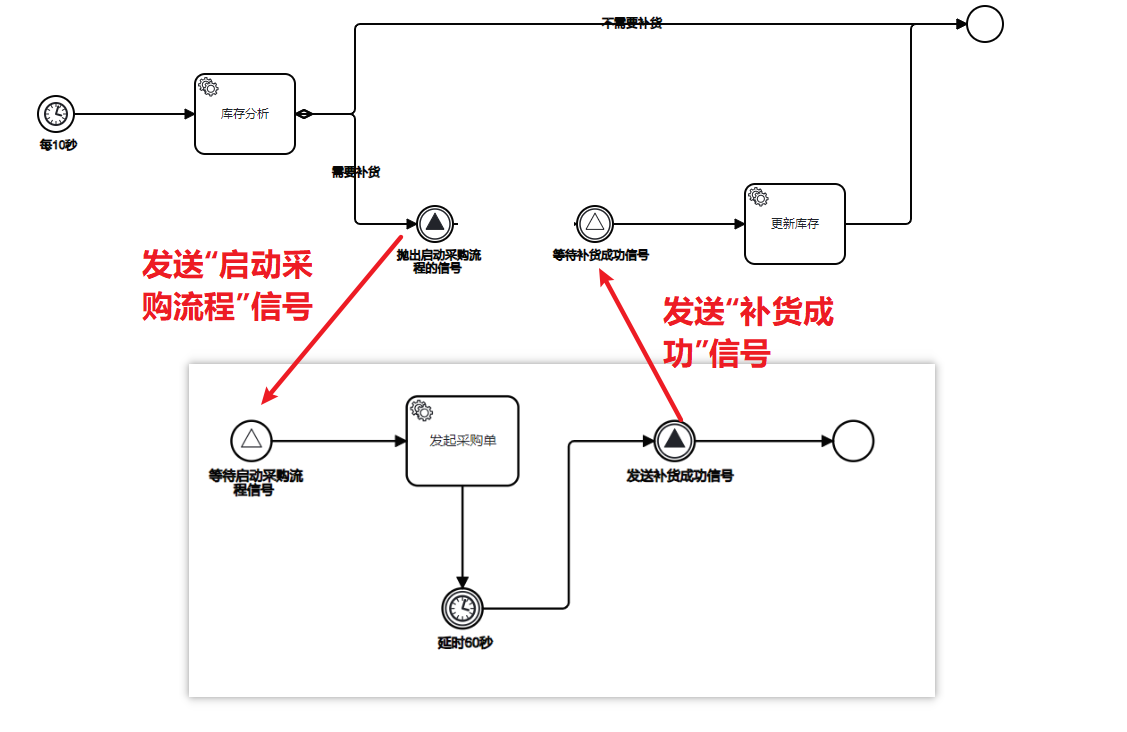 不需要补货
库存分析
每10秒
需要补货
更新库存
抛出启动采购流
程的信号
等待补货成功信号
发送“启动采
购流程”信号
发送“补货成
功”信号
发起采购单
等待启动采购流
程信号
发送补货成功信号
延时60秒